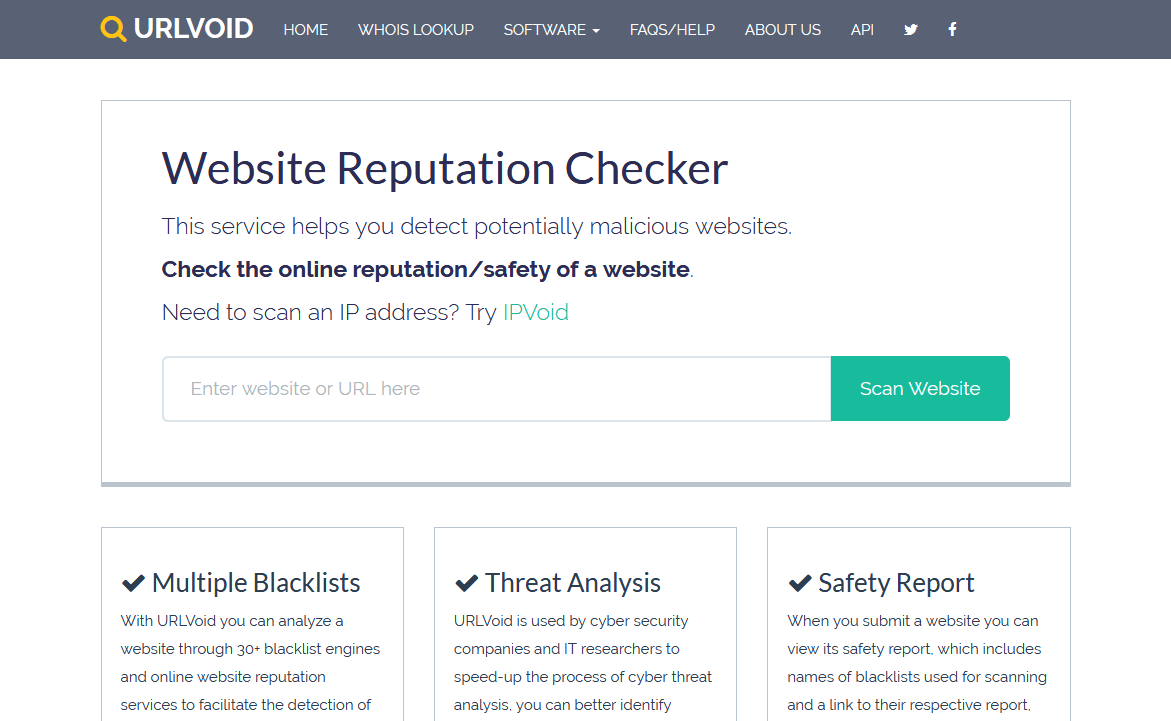 URLVOID HOME WHOIS LOOKUP SOFTWARE FAQS/HELP ABOUT US API
Website Reputation Checker
This service helps you detect potentially malicious websites.
Check the online reputation/safety of a website.
Need to scan an IP address? Try IPVoid
Enter website or URL here Scan Website
Multiple Blacklists
With URLVoid you can analyze a
website through 30+ blacklist engines
and online website reputation
services to facilitate the detection of
Threat Analysis
URLVoid is used by cyber security
companies and IT researchers to
speed-up the process of cyber threat
analysis, you can better identify
Safety Report
When you submit a website you can
view its safety report, which includes
names of blacklists used for scanning
and a link to their respective report,